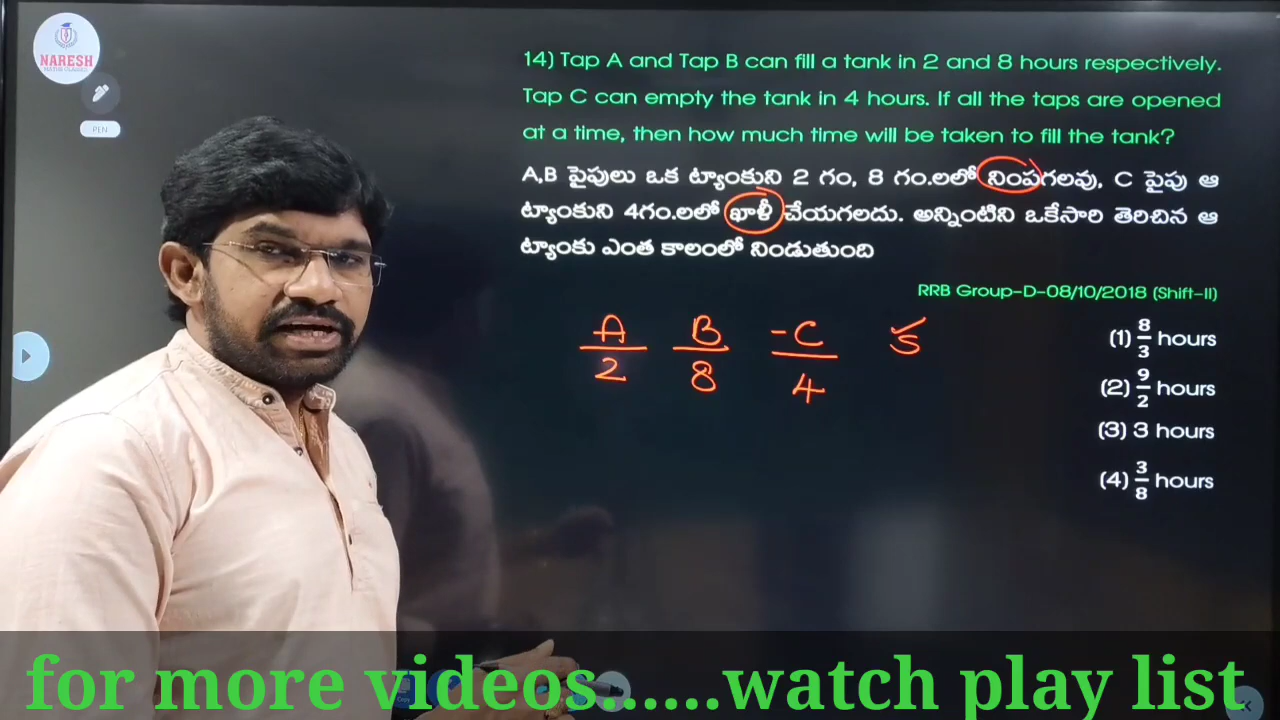 NARESH
MATHS CLASSES
PEN
14) Tap A and Tap B can fill a tank in 2 and 8 hours respectively.
Tap C can empty the tank in 4 hours. If all the taps are opened
at a time, then how much time will be taken to fill the tank?
A,B పైపులు ఒక ట్యాంకుని 2 గం, 8 గం.లలో నింపగలవు, C పైపు ఆ
ట్యాంకుని 4గం.లలో ఖాళీ చేయగలదు. అన్నింటిని ఒకేసారి తెరిచిన ఆ
ట్యాంకు ఎంత కాలంలో నిండుతుంది
RRB Group-D-08/10/2018 (Shift-II)
A/2 B/8 -C/4
(1) 8/3 hours
(2) 9/2 hours
(3) 3 hours
(4) 3/8 hours
for more videos......watch play list